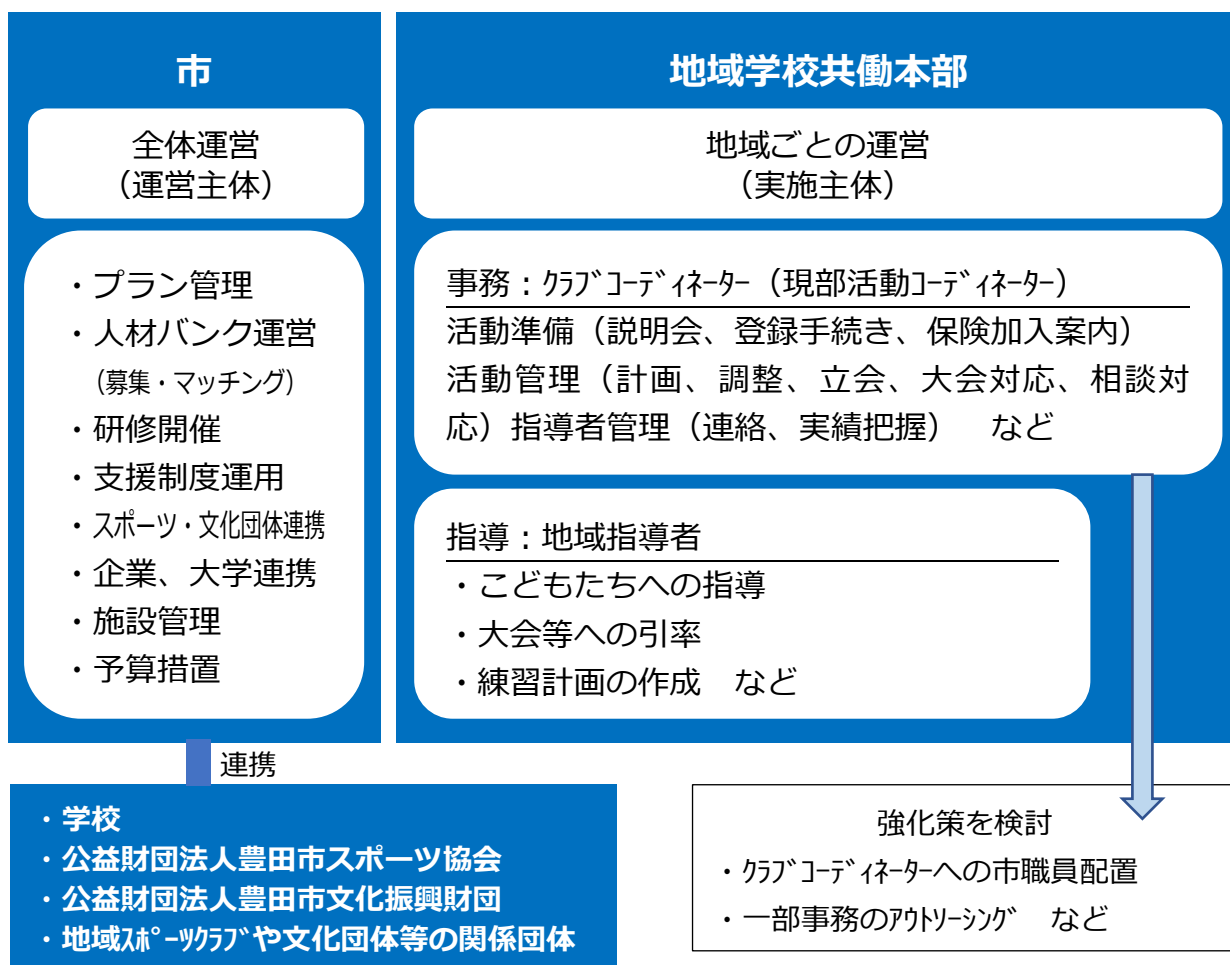 市
全体運営
（運営主体）
・プラン管理
・人材バンク運営
（募集・マッチング）
・研修開催
・支援制度運用
・スポーツ・文化団体連携
・企業、大学連携
・施設管理
・予算措置
地域学校共働本部
地域ごとの運営
（実施主体）
事務：ｸﾗﾌﾞｺｰﾃﾞｨﾈｰﾀｰ（現部活動ｺｰﾃﾞｨﾈｰﾀｰ）
活動準備（説明会、登録手続き、保険加入案内）
活動管理（計画、調整、立会、大会対応、相談対
応）指導者管理（連絡、実績把握）　など
指導：地域指導者
・こどもたちへの指導
・大会等への引率
・練習計画の作成　など
連携
・学校
・公益財団法人豊田市スポーツ協会
・公益財団法人豊田市文化振興財団
・地域ｽﾎﾟｰﾂｸﾗﾌﾞや文化団体等の関係団体
強化策を検討
・ｸﾗﾌﾞｺｰﾃﾞｨﾈｰﾀｰへの市職員配置
・一部事務のｱｳﾄﾘｰｼﾝｸﾞ　など